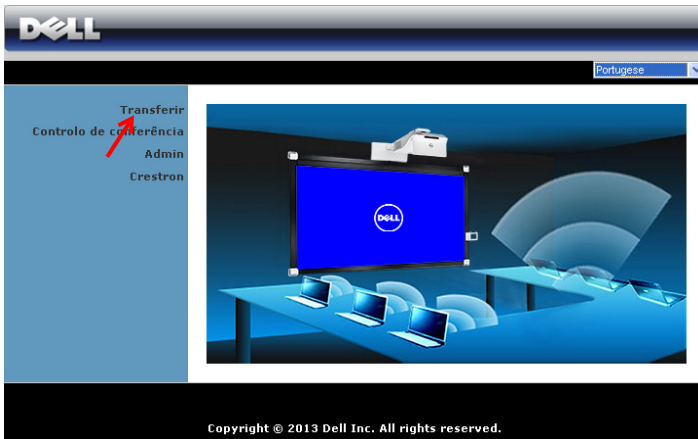 DELL
Portugese
Transferir
Controlo de conferência
Admin
Crestron
DELL
Copyright © 2013 Dell Inc. All rights reserved.